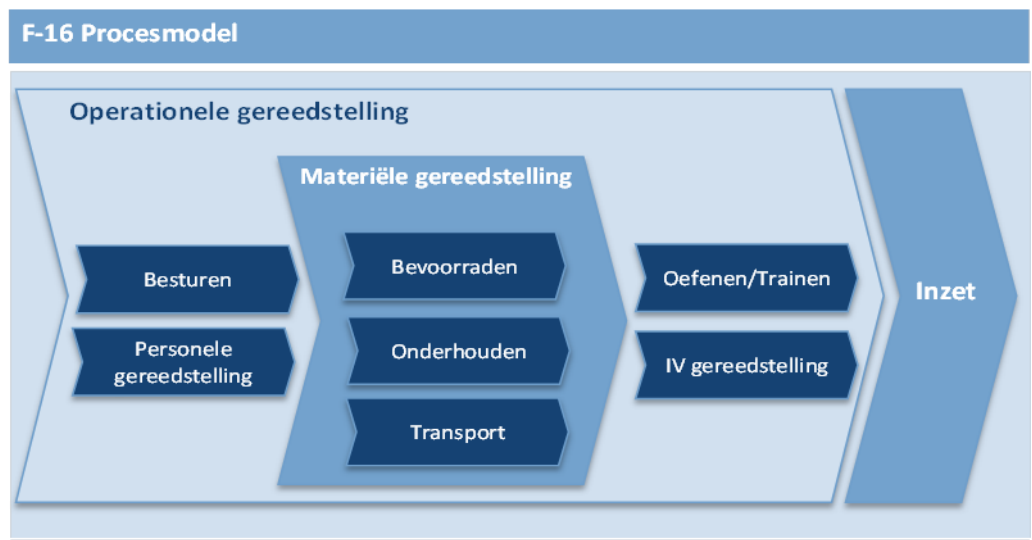 F-16 Procesmodel
Operationele gereedstelling
Besturen
Personele
gereedstelling
Materiële gereedstelling
Bevoorraden
Onderhouden
Transport
Oefenen/Trainen
IV gereedstelling
Inzet